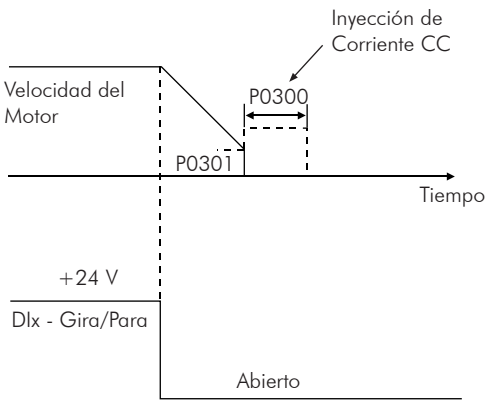 Inyección de
Corriente CC
P0300
Velocidad del
Motor
P0301
Tiempo
+24 V
DIx - Gira/Para
Abierto